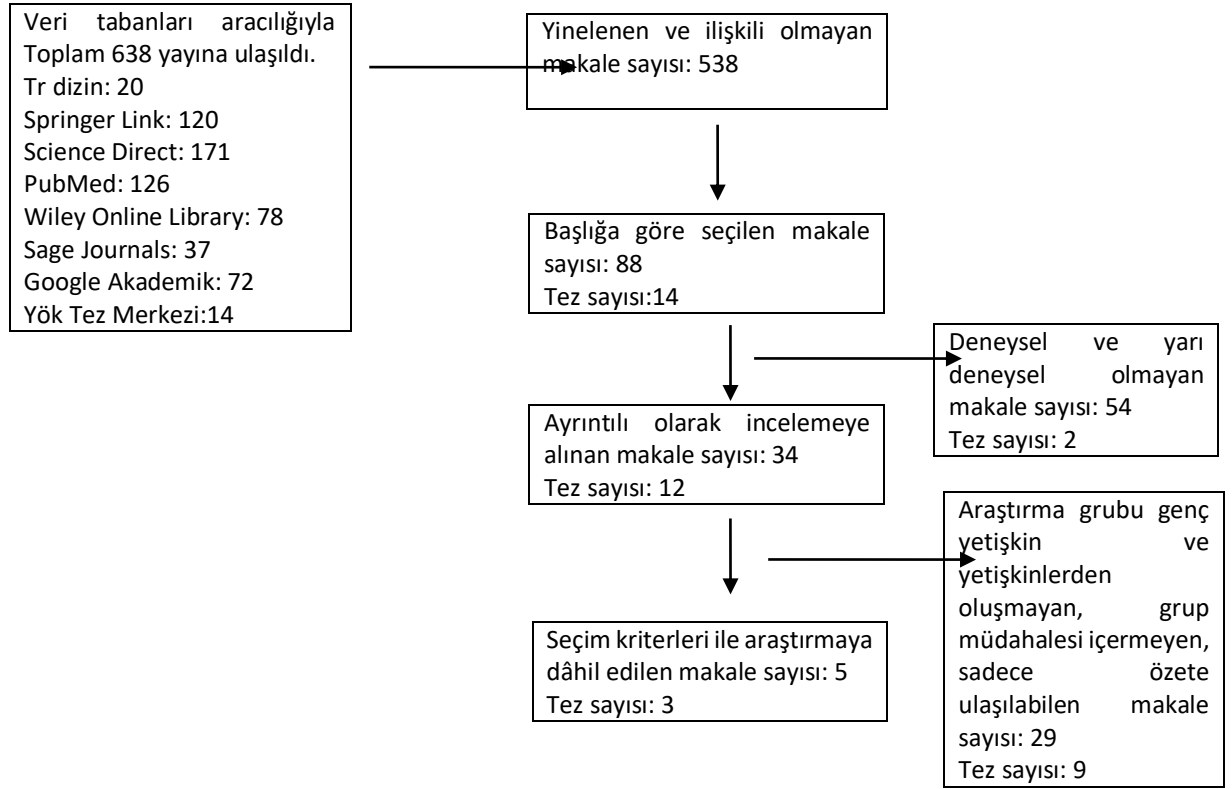 Veri tabanları aracılığıyla
Toplam 638 yayına ulaşıldı.
Tr dizin: 20
Springer Link: 120
Science Direct: 171
PubMed: 126
Wiley Online Library: 78
Sage Journals: 37
Google Akademik: 72
Yök Tez Merkezi:14
Yinelenen ve ilişkili olmayan
makale sayısı: 538
Başlığa göre seçilen makale
sayısı: 88
Tez sayısı:14
Deneysel ve yarı
deneysel olmayan
makale sayısı: 54
Tez sayısı: 2
Ayrıntılı olarak incelemeye
alınan makale sayısı: 34
Tez sayısı: 12
Araştırma grubu genç
yetişkin ve
yetişkinlerden
oluşmayan, grup
müdahalesi içermeyen,
sadece özete
ulaşılabilen makale
sayısı: 29
Tez sayısı: 9
Seçim kriterleri ile araştırmaya
dâhil edilen makale sayısı: 5
Tez sayısı: 3